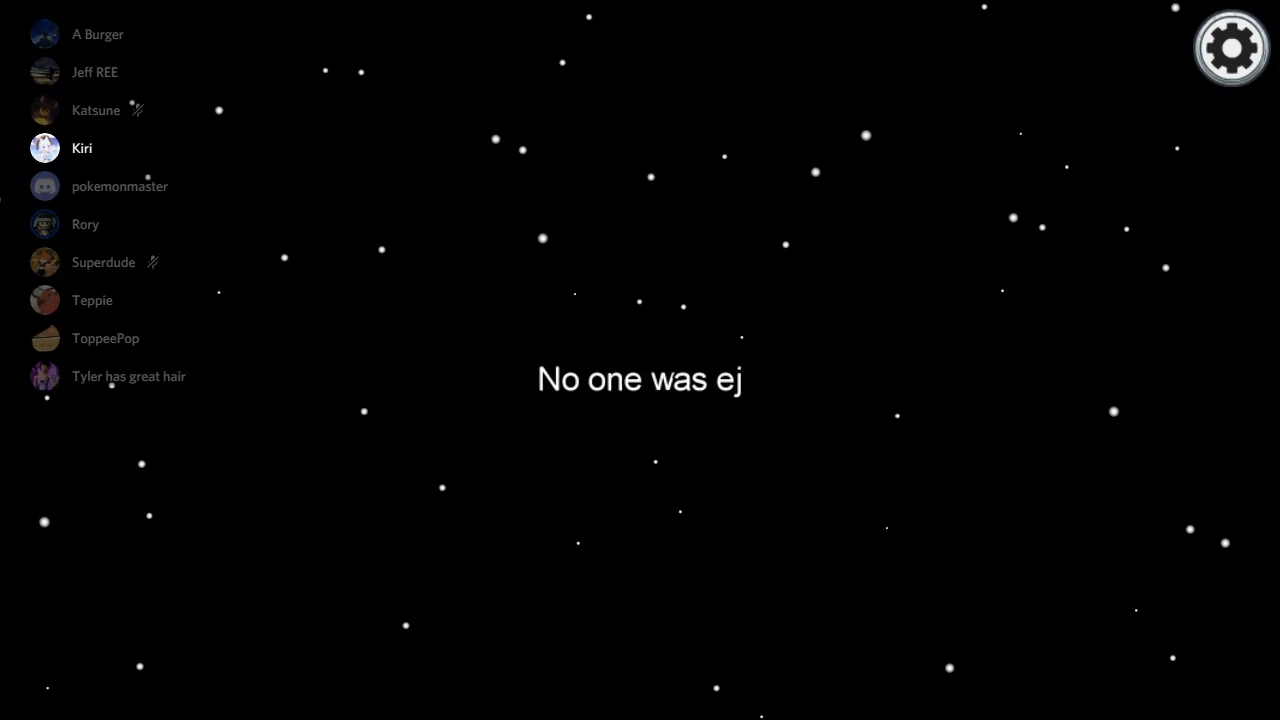 A Burger
Jeff REE
Katsune
Kiri
pokemonmaster
Rory
Superdude
Teppie
ToppeePop
Tyler has great hair
No one was ej